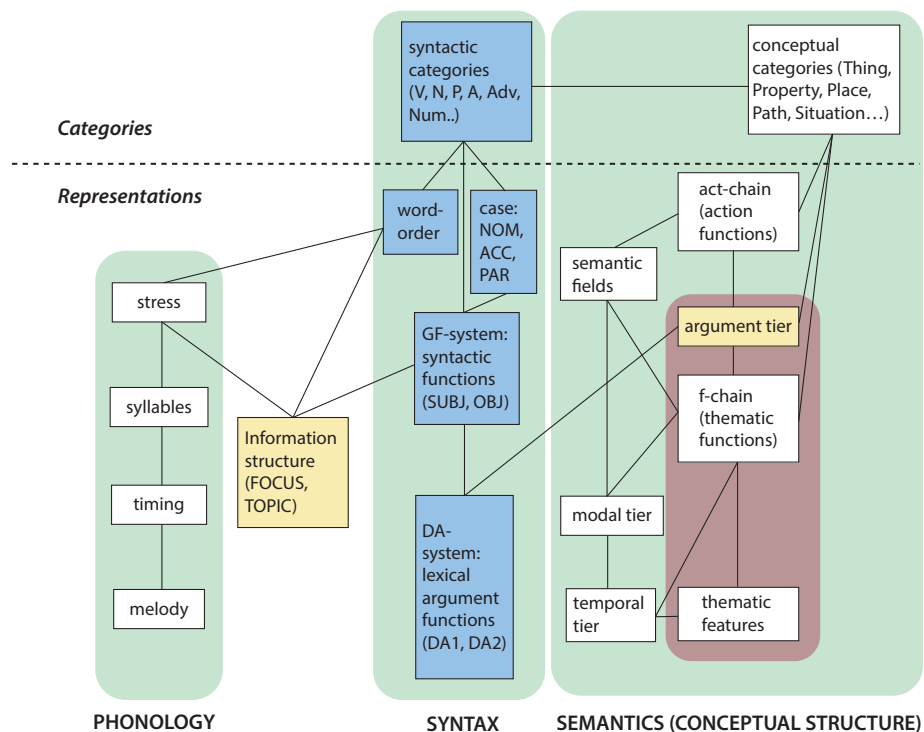 syntactic
categories
(V, N, P, A, Adv,
Num..)
conceptual
categories (Thing,
Property, Place,
Path, Situation…)
Categories
Representations
word-
order
case:
NOM,
ACC,
PAR
act-chain
(action
functions)
semantic
fields
stress
argument tier
GF-system:
syntactic
functions
(SUBJ, OBJ)
f-chain
(thematic
functions)
syllables
Information
structure
(FOCUS,
TOPIC)
timing
modal tier
DA-
system:
lexical
argument
functions
(DA1, DA2)
melody
temporal
tier
thematic
features
PHONOLOGY
SYNTAX
SEMANTICS (CONCEPTUAL STRUCTURE)